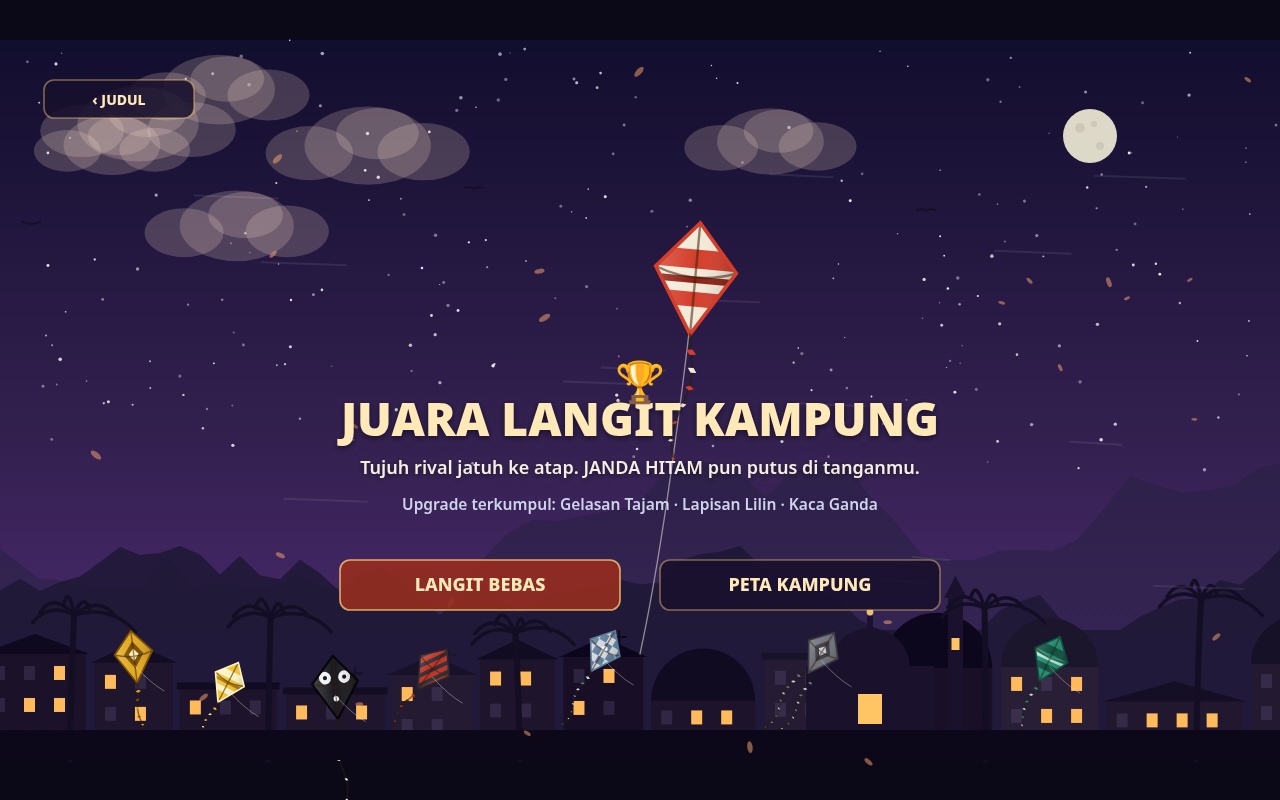 ‹ JUDUL
JUARA LANGIT KAMPUNG
Tujuh rival jatuh ke atap. JANDA HITAM pun putus di tanganmu.
Upgrade terkumpul: Gelasan Tajam · Lapisan Lilin · Kaca Ganda
LANGIT BEBAS
PETA KAMPUNG